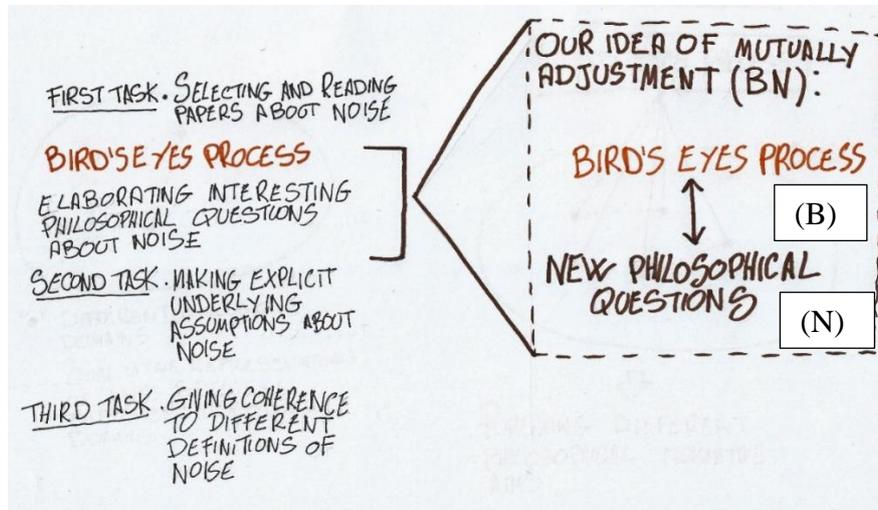 FIRST TASK. SELECTING AND READING
PAPERS ABOUT NOISE
BIRD'S EYES PROCESS
ELABORATING INTERESTING
PHILOSOPHICAL QUESTIONS
ABOUT NOISE
SECOND TASK. MAKING EXPLICIT
UNDERLYING
ASSUMPTIONS ABOUT
NOISE
THIRD TASK. GIVING COHERENCE
TO DIFFERENT
DEFINITIONS OF
NOISE
OUR IDEA OF MUTUALLY
ADJUSTMENT (BN):
BIRD'S EYES PROCESS
(B)
NEW PHILOSOPHICAL
QUESTIONS
(N)